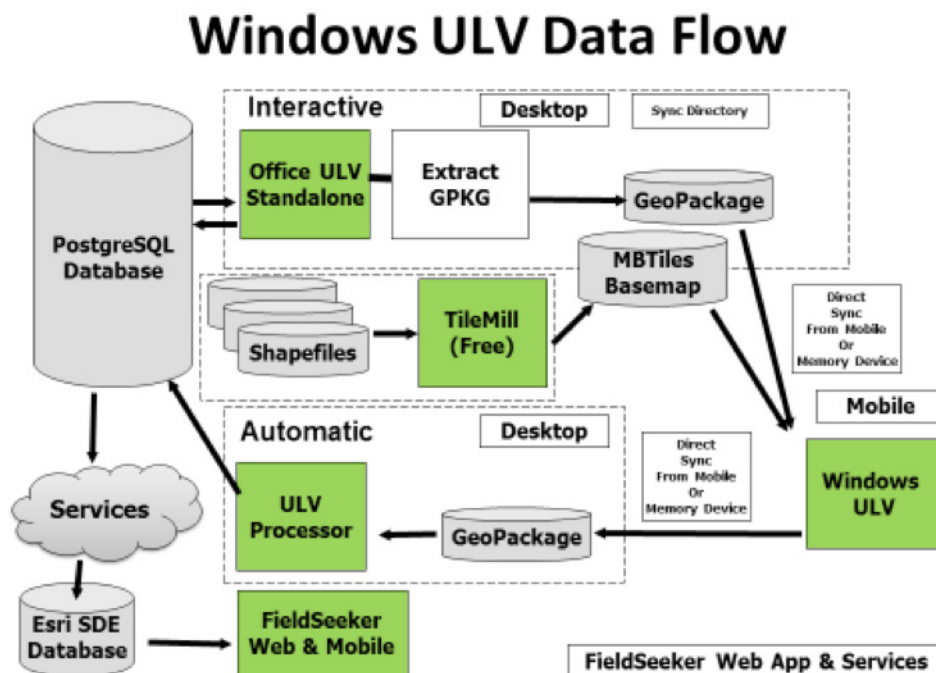 Windows ULV Data Flow
Interactive
Desktop
Sync Directory
Office ULV
Standalone
Extract
GPKG
GeoPackage
PostgreSQL
Database
MBTiles
Basemap
Shapefiles
TileMill
(Free)
Direct
Sync
From Mobile
Or
Memory Device
Mobile
Automatic
Desktop
Direct
Sync
From Mobile
Or
Memory Device
Windows
ULV
Services
ULV
Processor
GeoPackage
Esri SDE
Database
FieldSeeker
Web & Mobile
FieldSeeker Web App & Services